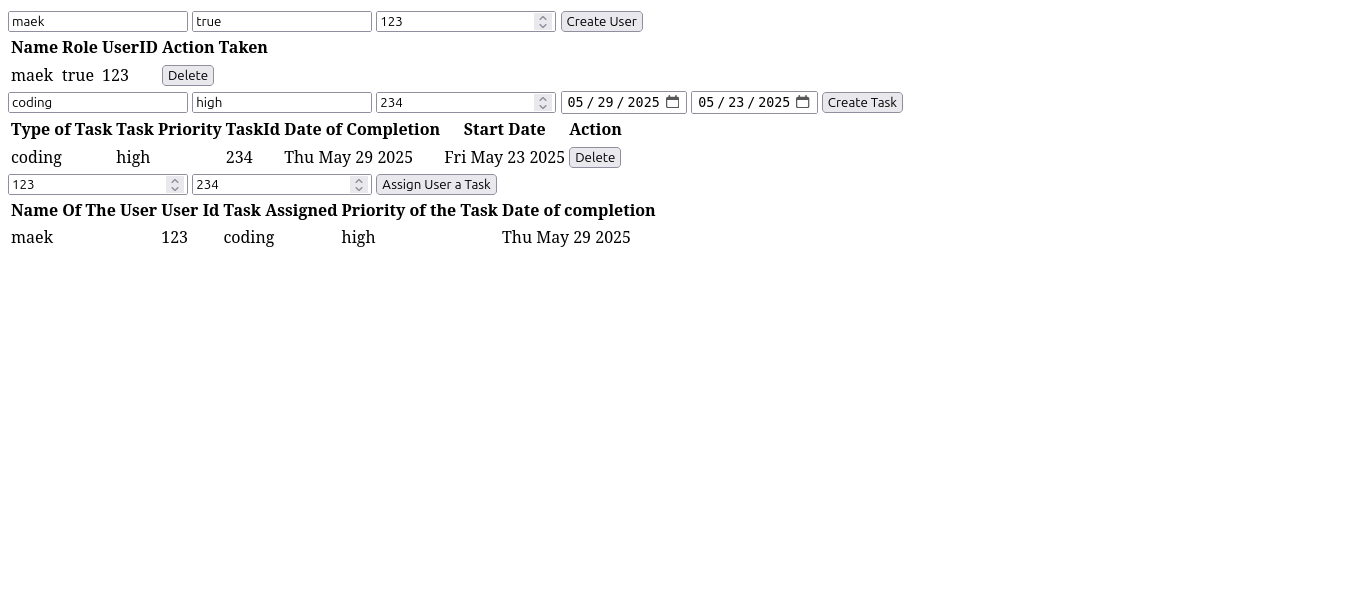 maek true 123 Create User
Name Role UserID Action Taken
maek true 123 Delete
coding high 234 05/29/2025 05/23/2025 Create Task
Type of Task Task Priority TaskId Date of Completion Start Date Action
coding high 234 Thu May 29 2025 Fri May 23 2025 Delete
123 234 Assign User a Task
Name Of The User User Id Task Assigned Priority of the Task Date of completion
maek 123 coding high Thu May 29 2025